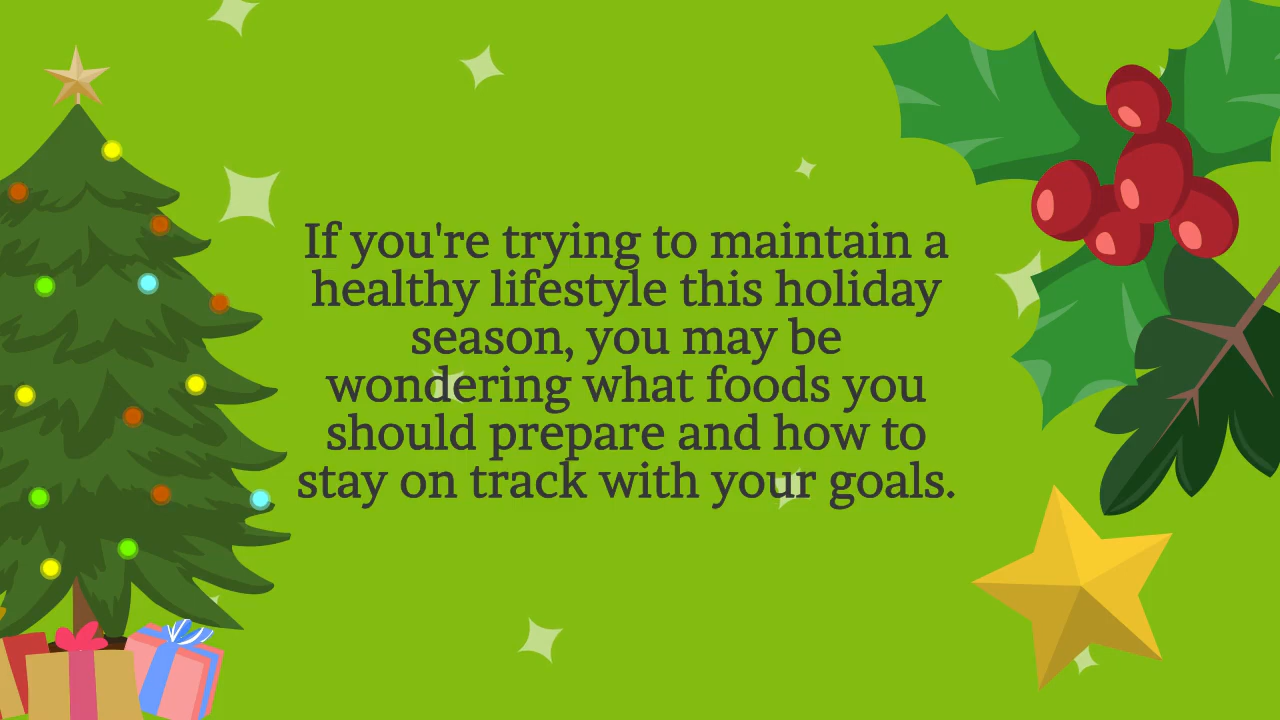 If you're trying to maintain a
healthy lifestyle this holiday
season, you may be
wondering what foods you
should prepare and how to
stay on track with your goals.